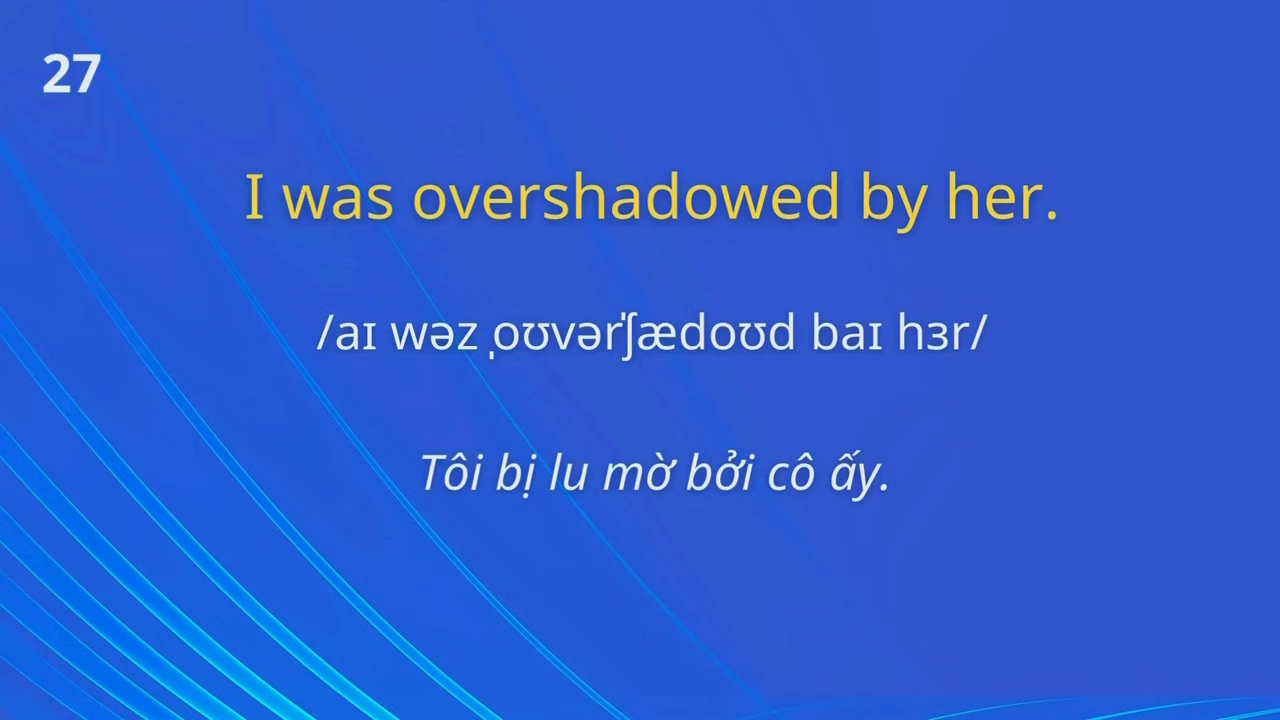 27
I was overshadowed by her.
/aɪ wəz ˌoʊvərˈʃædoʊd baɪ hɜr/
Tôi bị lu mờ bởi cô ấy.